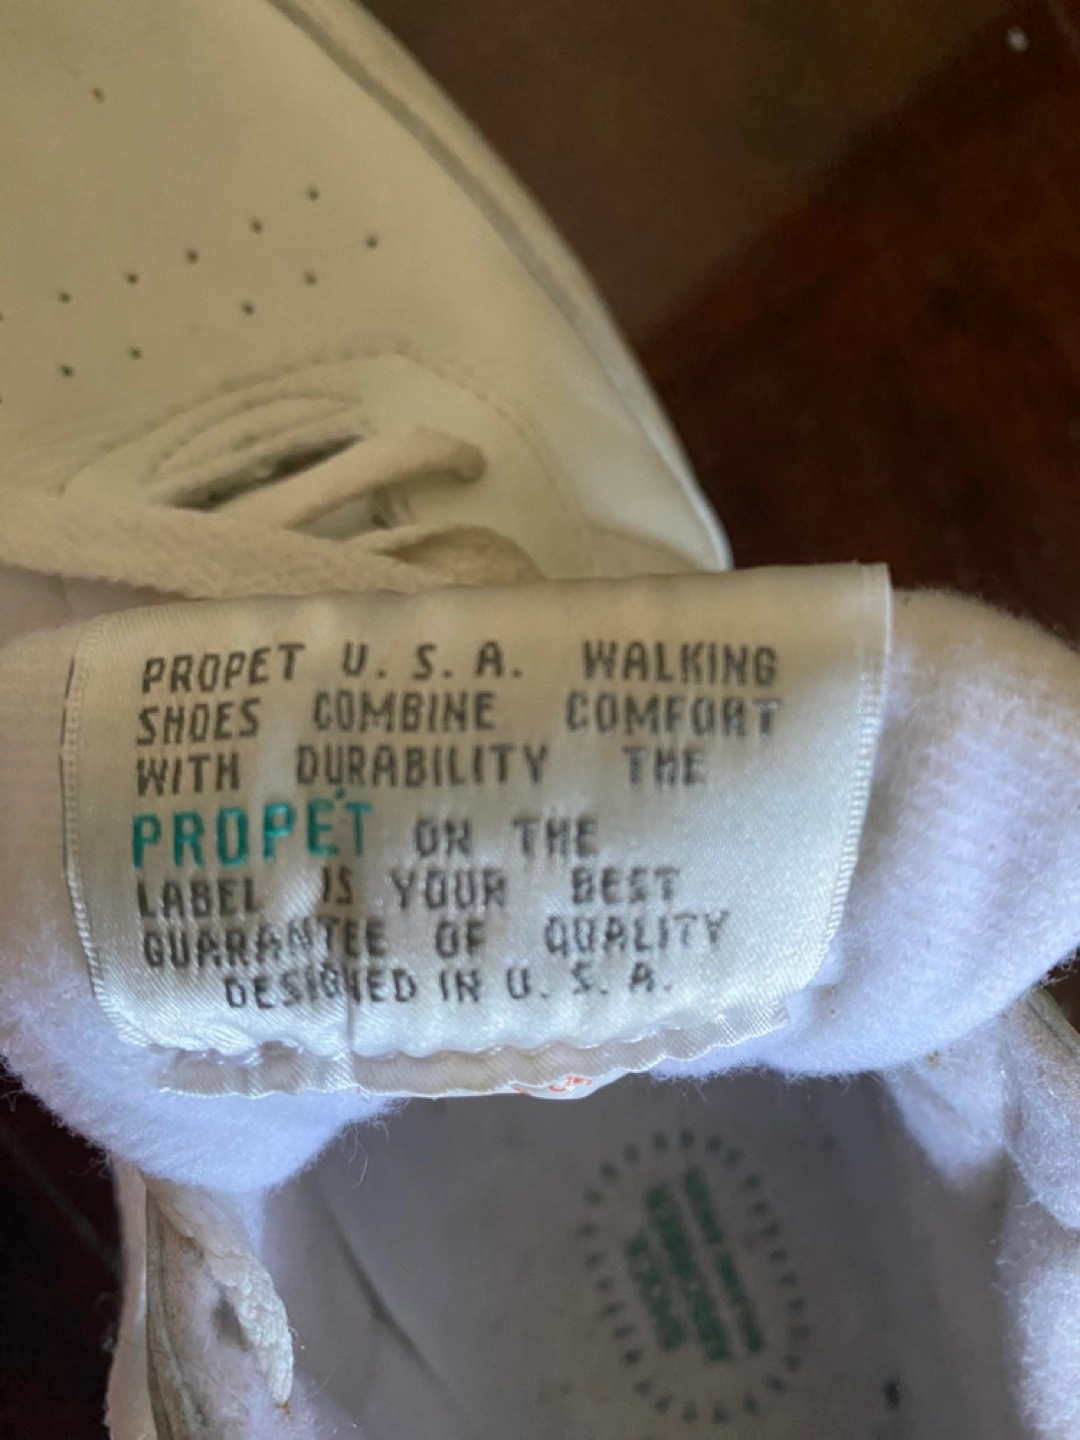 PROPET U. S. A. WALKING
SHOES COMBINE COMFORT
WITH DURABILITY THE
PROPET ON THE
LABEL IS YOUR BEST
GUARANTEE OF QUALITY
DESIGNED IN U. S. A.